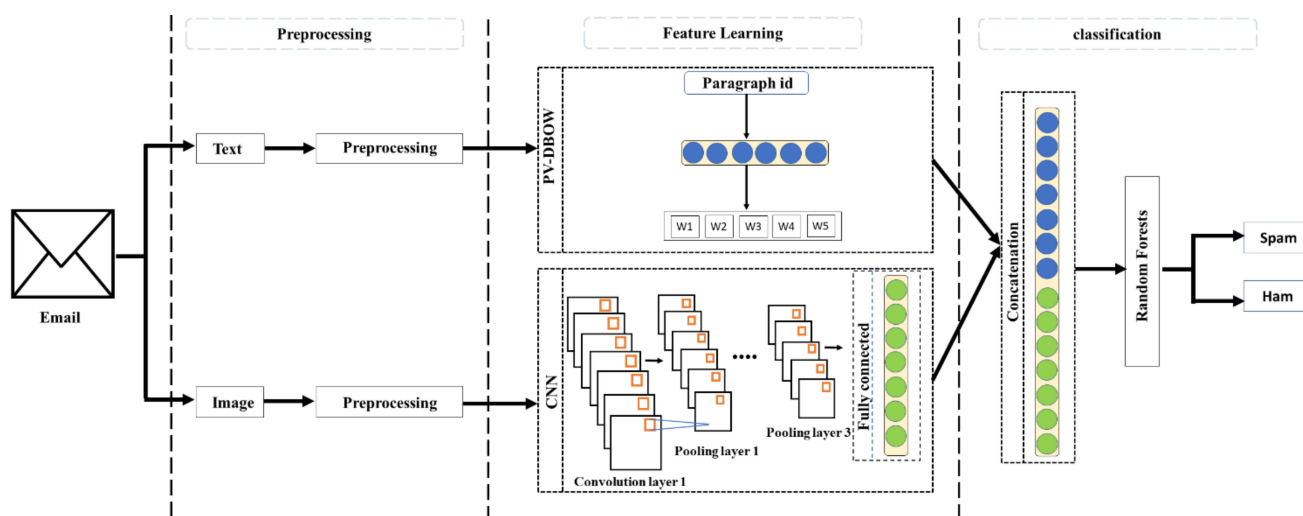 Preprocessing
Feature Learning
classification
Email
Text
Preprocessing
Image
Preprocessing
PV-DBOW
Paragraph id
W1 W2 W3 W4 W5
CNN
Convolution layer 1
Pooling layer 1
Pooling layer 3
Fully connected
Concatenation
Random Forests
Spam
Ham